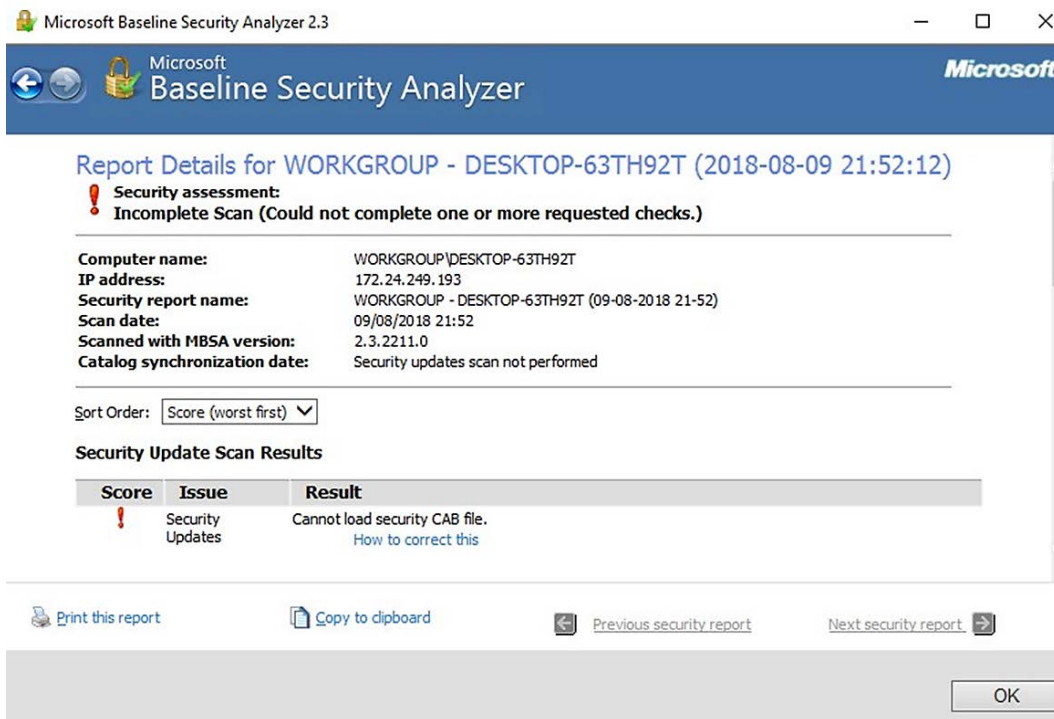 Microsoft Baseline Security Analyzer 2.3
Microsoft
Baseline Security Analyzer
Microsoft
Report Details for WORKGROUP - DESKTOP-63TH92T (2018-08-09 21:52:12)
Security assessment:
Incomplete Scan (Could not complete one or more requested checks.)
Computer name: WORKGROUP\DESKTOP-63TH92T
IP address: 172.24.249.193
Security report name: WORKGROUP - DESKTOP-63TH92T (09-08-2018 21-52)
Scan date: 09/08/2018 21:52
Scanned with MBSA version: 2.3.2211.0
Catalog synchronization date: Security updates scan not performed
Sort Order: Score (worst first)
Security Update Scan Results
Score Issue Result
Security Updates Cannot load security CAB file.
How to correct this
Print this report Copy to clipboard Previous security report Next security report
OK